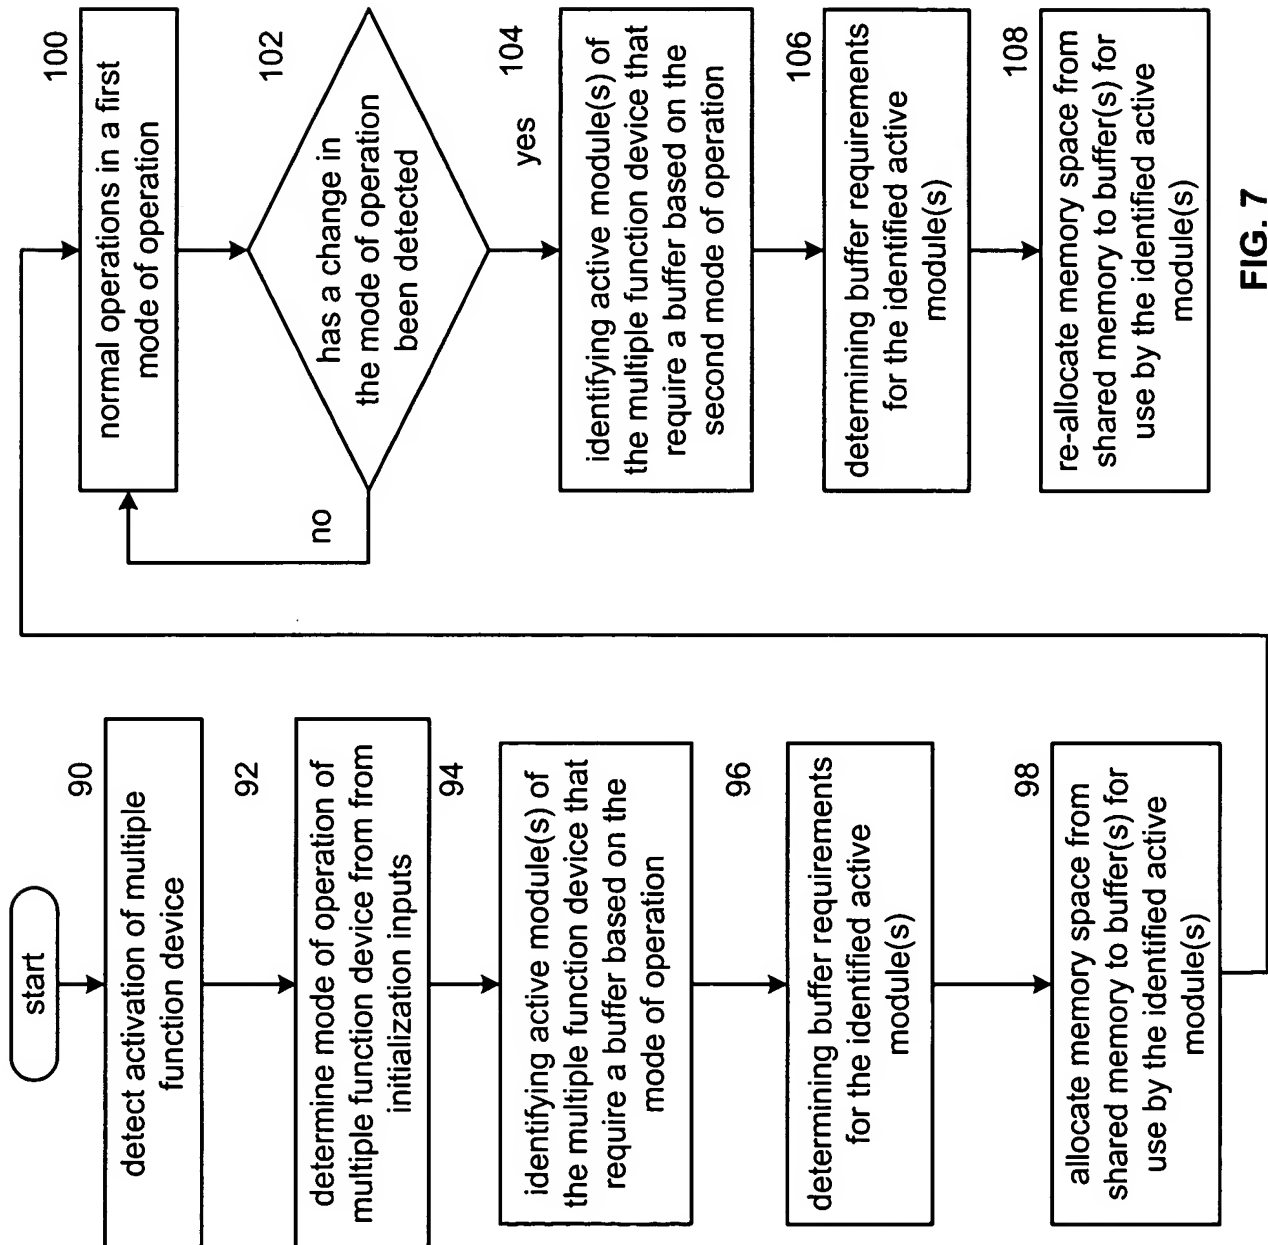 start
90
detect activation of multiple
function device
92
determine mode of operation of
multiple function device from from
initialization inputs
94
identifying active module(s) of
the multiple function device that
require a buffer based on the
mode of operation
96
determining buffer requirements
for the identified active
module(s)
98
allocate memory space from
shared memory to buffer(s) for
use by the identified active
module(s)
100
normal operations in a first
mode of operation
102
has a change in
the mode of operation
been detected
no
yes
104
identifying active module(s) of
the multiple function device that
require a buffer based on the
second mode of operation
106
determining buffer requirements
for the identified active
module(s)
108
re-allocate memory space from
shared memory to buffer(s) for
use by the identified active
module(s)
FIG. 7